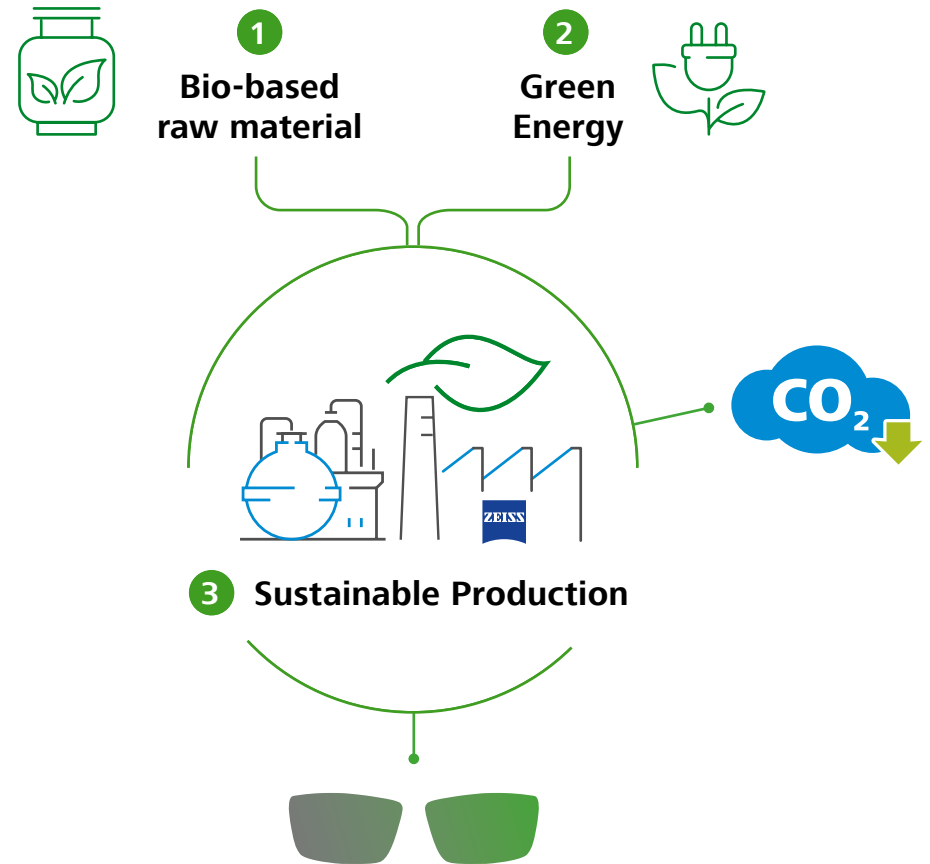 1
2
Bio-based
raw material
Green
Energy
CO₂
ZEISS
3 Sustainable Production